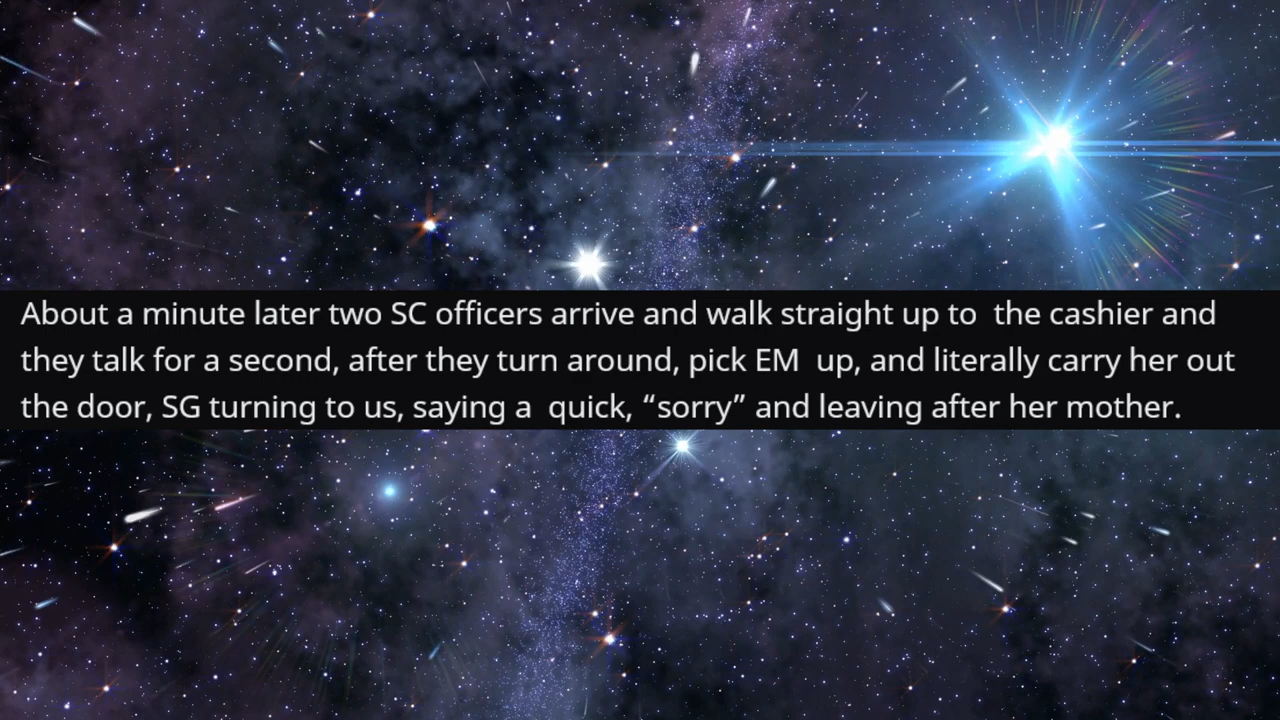 About a minute later two SC officers arrive and walk straight up to  the cashier and
they talk for a second, after they turn around, pick EM  up, and literally carry her out
the door, SG turning to us, saying a  quick, “sorry” and leaving after her mother.